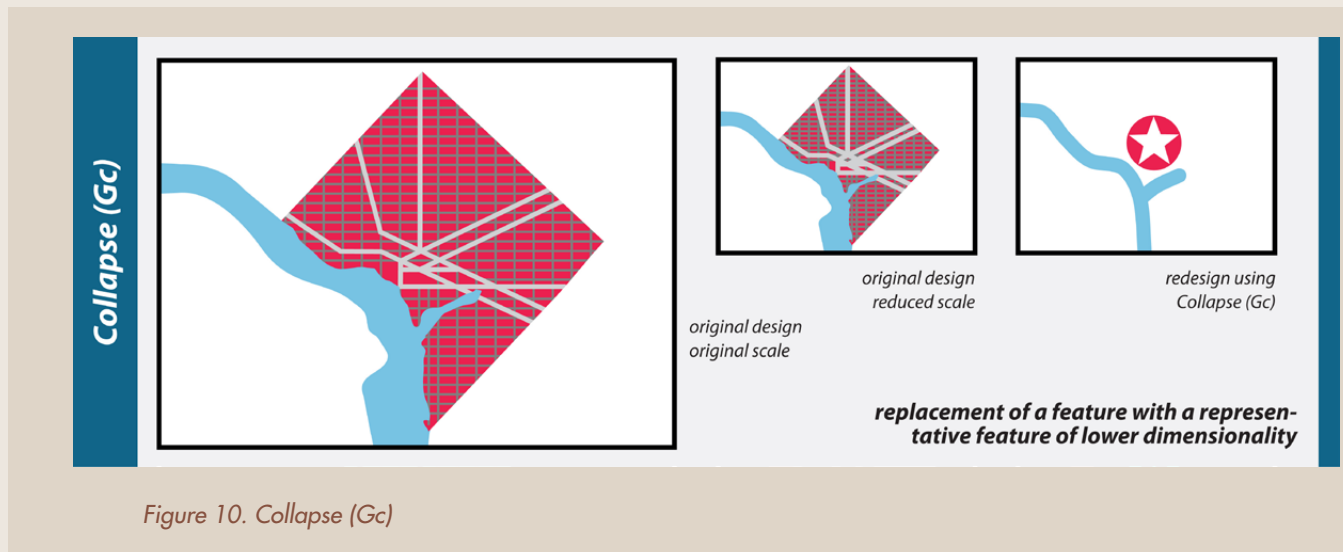 Collapse (Gc)
original design
original scale
original design
reduced scale
redesign using
Collapse (Gc)
replacement of a feature with a represen-
tative feature of lower dimensionality
Figure 10. Collapse (Gc)